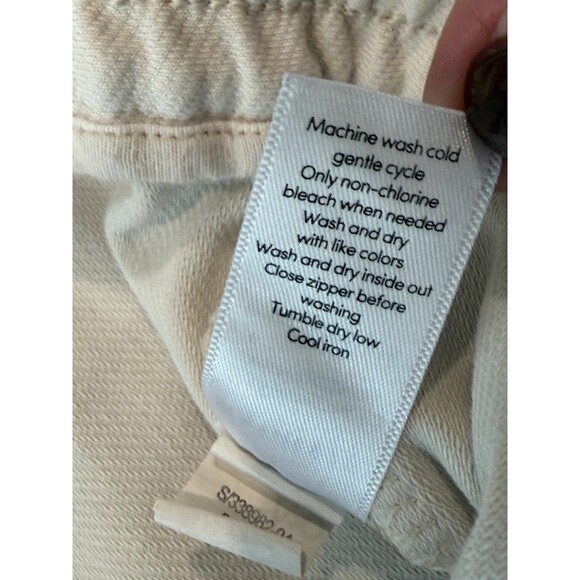 Machine wash cold
gentle cycle
Only non-chlorine
bleach when needed
Wash and dry
with like colors
Wash and dry inside out
Close zipper before
washing
Tumble dry low
Cool iron